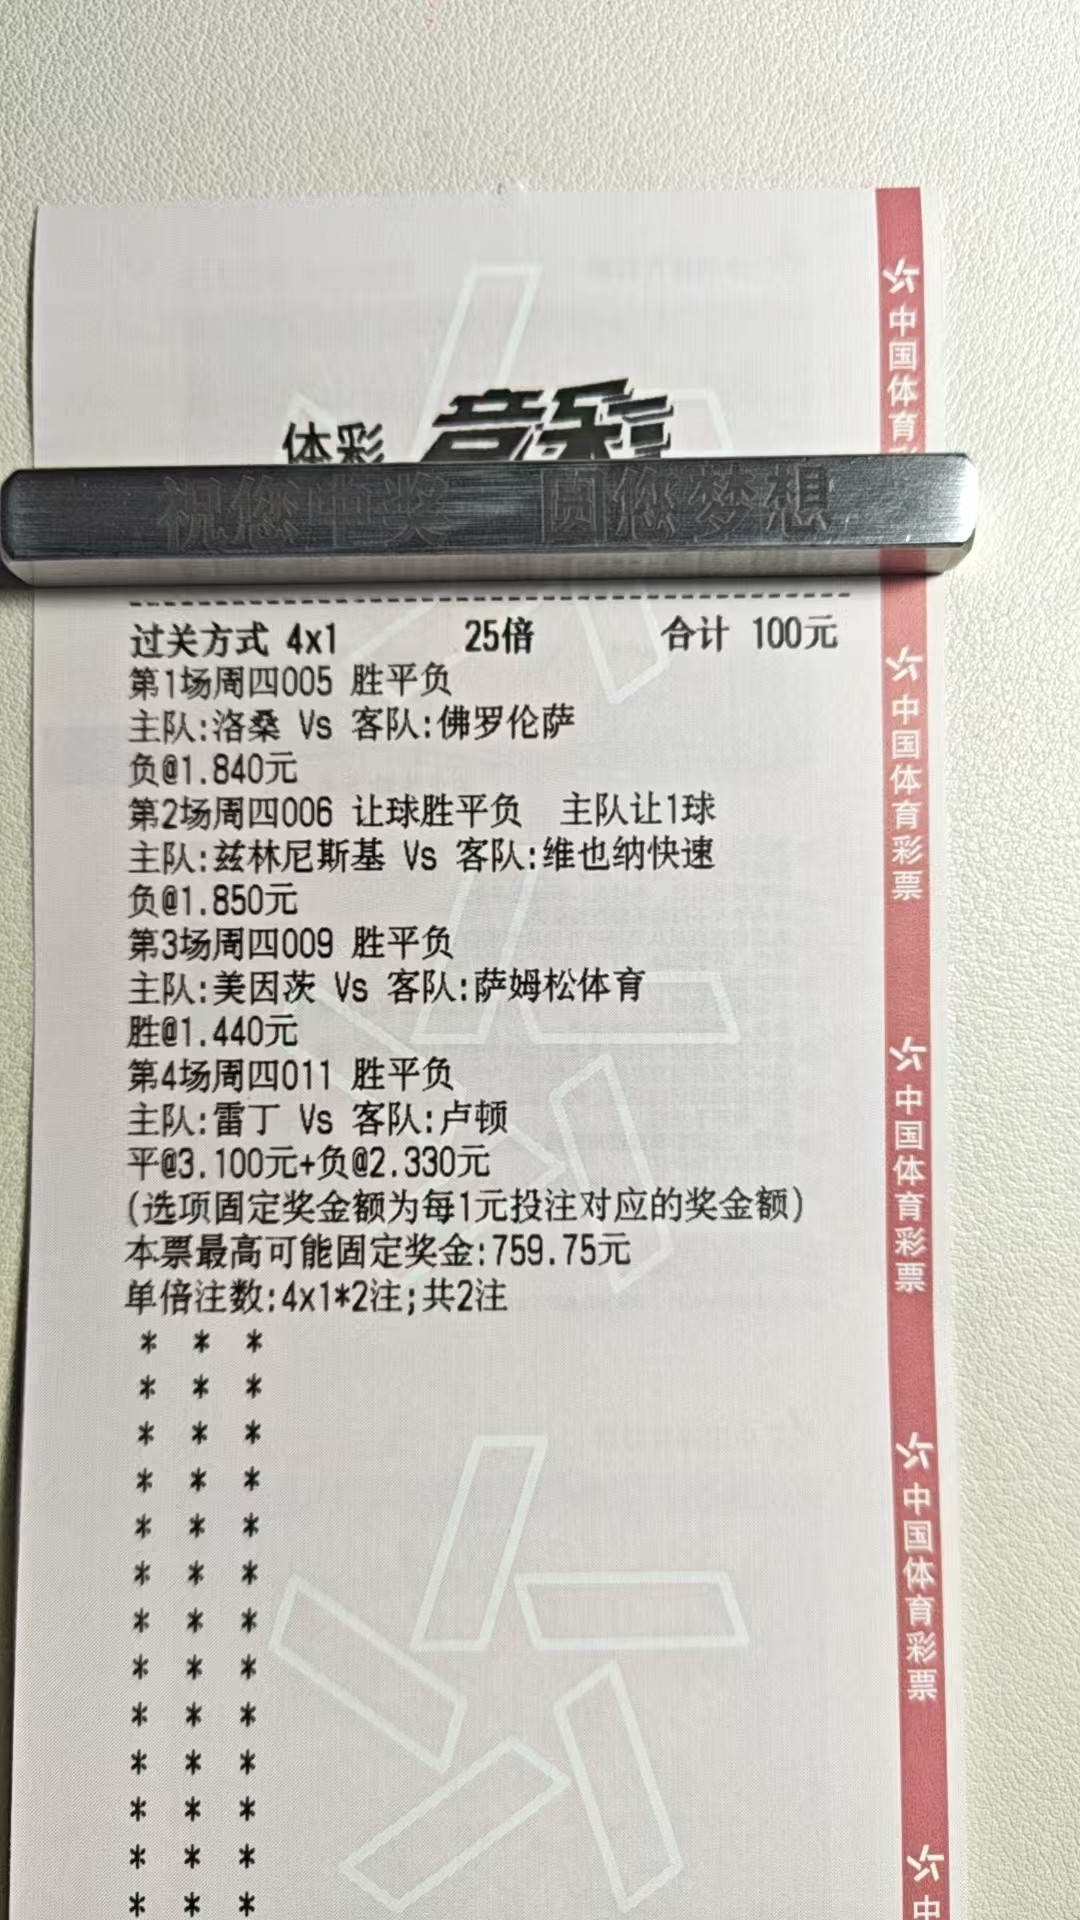 体彩 竞彩
祝您中奖 圆您梦想
过关方式 4x1 25倍 合计 100元
第1场周四005 胜平负
主队:洛桑 Vs 客队:佛罗伦萨
负@1.840元
第2场周四006 让球胜平负 主队让1球
主队:兹林尼斯基 Vs 客队:维也纳快速
负@1.850元
第3场周四009 胜平负
主队:美因茨 Vs 客队:萨姆松体育
胜@1.440元
第4场周四011 胜平负
主队:雷丁 Vs 客队:卢顿
平@3.100元+负@2.330元
(选项固定奖金额为每1元投注对应的奖金额)
本票最高可能固定奖金:759.75元
单倍注数:4x1*2注;共2注
* * *
* * *
* * *
* * *
* * *
* * *
* * *
* * *
* * *
* * *
* * *
* * *
* * *
中国体育彩
中国体育彩票
中国体育彩票
中国体育彩票
中